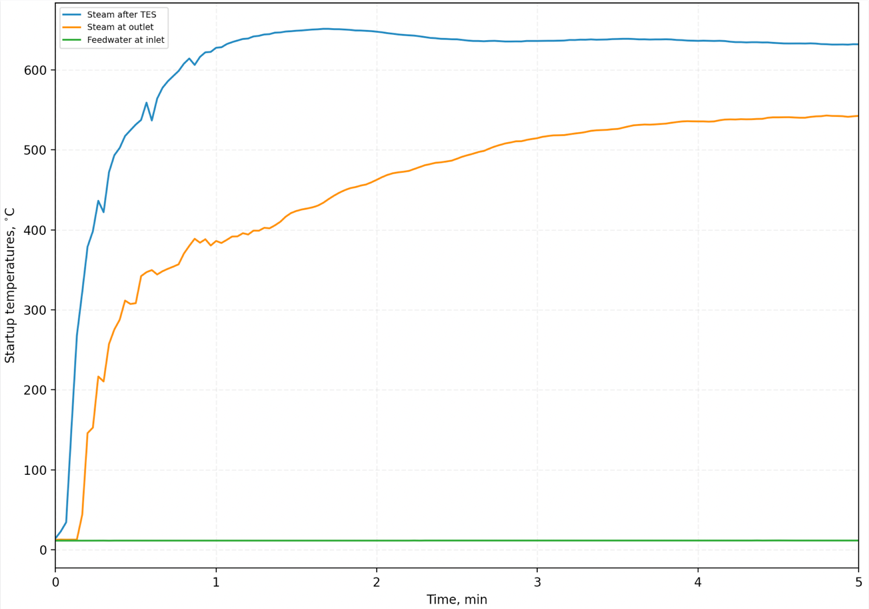 Steam after TES
Steam at outlet
Feedwater at inlet
Startup temperatures, °C
600
500
400
300
200
100
0
0 1 2 3 4 5
Time, min